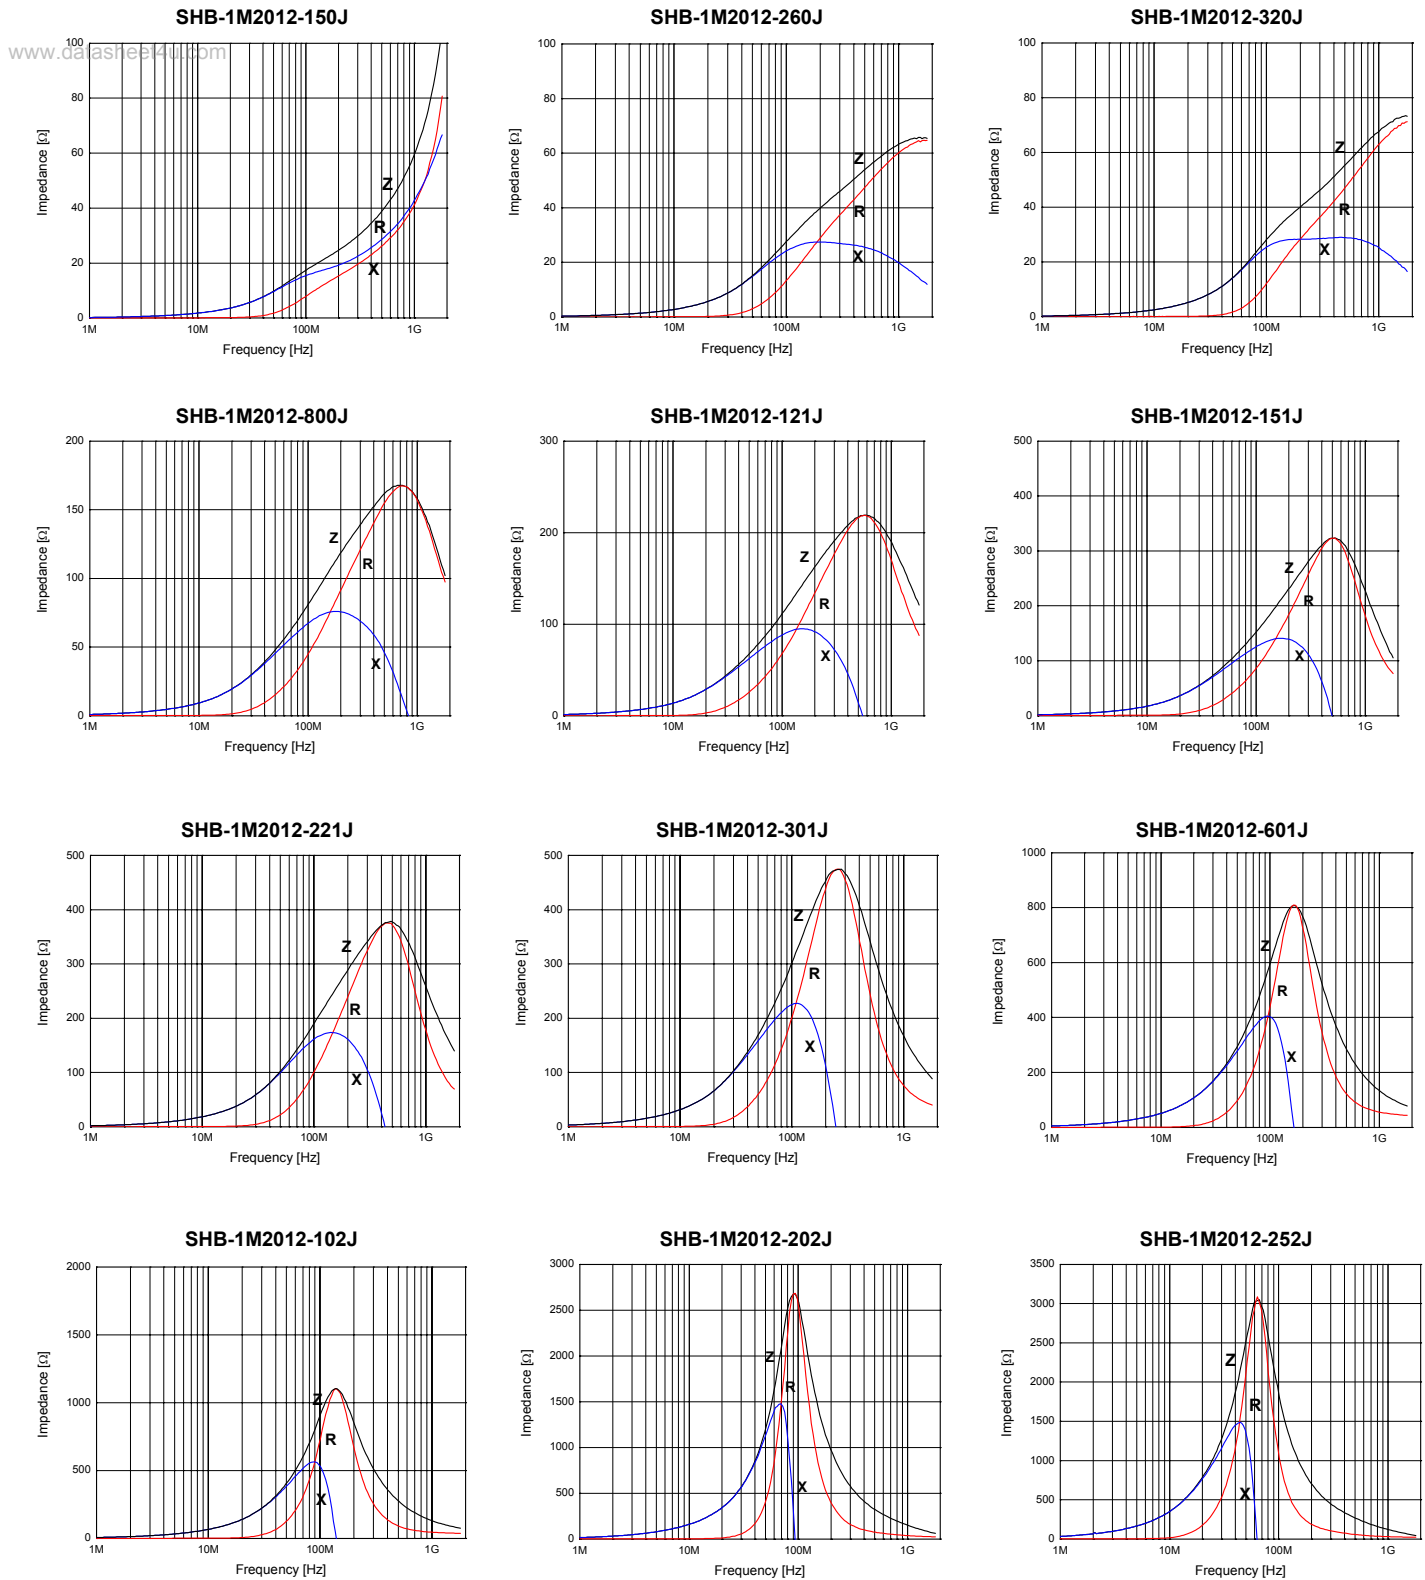 SHB-1M2012-150J
SHB-1M2012-260J
SHB-1M2012-320J
www.datasheet4u.com
100
80
60
40
20
0
Impedance [Ω]
Z
R
X
1M
10M
100M
1G
Frequency [Hz]
100
80
60
40
20
0
Impedance [Ω]
Z
R
X
1M
10M
100M
1G
Frequency [Hz]
100
80
60
40
20
0
Impedance [Ω]
Z
R
X
1M
10M
100M
1G
Frequency [Hz]
SHB-1M2012-800J
SHB-1M2012-121J
SHB-1M2012-151J
200
150
100
50
0
Impedance [Ω]
Z
R
X
1M
10M
100M
1G
Frequency [Hz]
300
200
100
0
Impedance [Ω]
Z
R
X
1M
10M
100M
1G
Frequency [Hz]
500
400
300
200
100
0
Impedance [Ω]
Z
R
X
1M
10M
100M
1G
Frequency [Hz]
SHB-1M2012-221J
SHB-1M2012-301J
SHB-1M2012-601J
500
400
300
200
100
0
Impedance [Ω]
Z
R
X
1M
10M
100M
1G
Frequency [Hz]
500
400
300
200
100
0
Impedance [Ω]
Z
R
X
1M
10M
100M
1G
Frequency [Hz]
1000
800
600
400
200
0
Impedance [Ω]
Z
R
X
1M
10M
100M
1G
Frequency [Hz]
SHB-1M2012-102J
SHB-1M2012-202J
SHB-1M2012-252J
2000
1500
1000
500
0
Impedance [Ω]
Z
R
X
1M
10M
100M
1G
Frequency [Hz]
3000
2500
2000
1500
1000
500
0
Impedance [Ω]
Z
R
X
1M
10M
100M
1G
Frequency [Hz]
3500
3000
2500
2000
1500
1000
500
0
Impedance [Ω]
Z
R
X
1M
10M
100M
1G
Frequency [Hz]